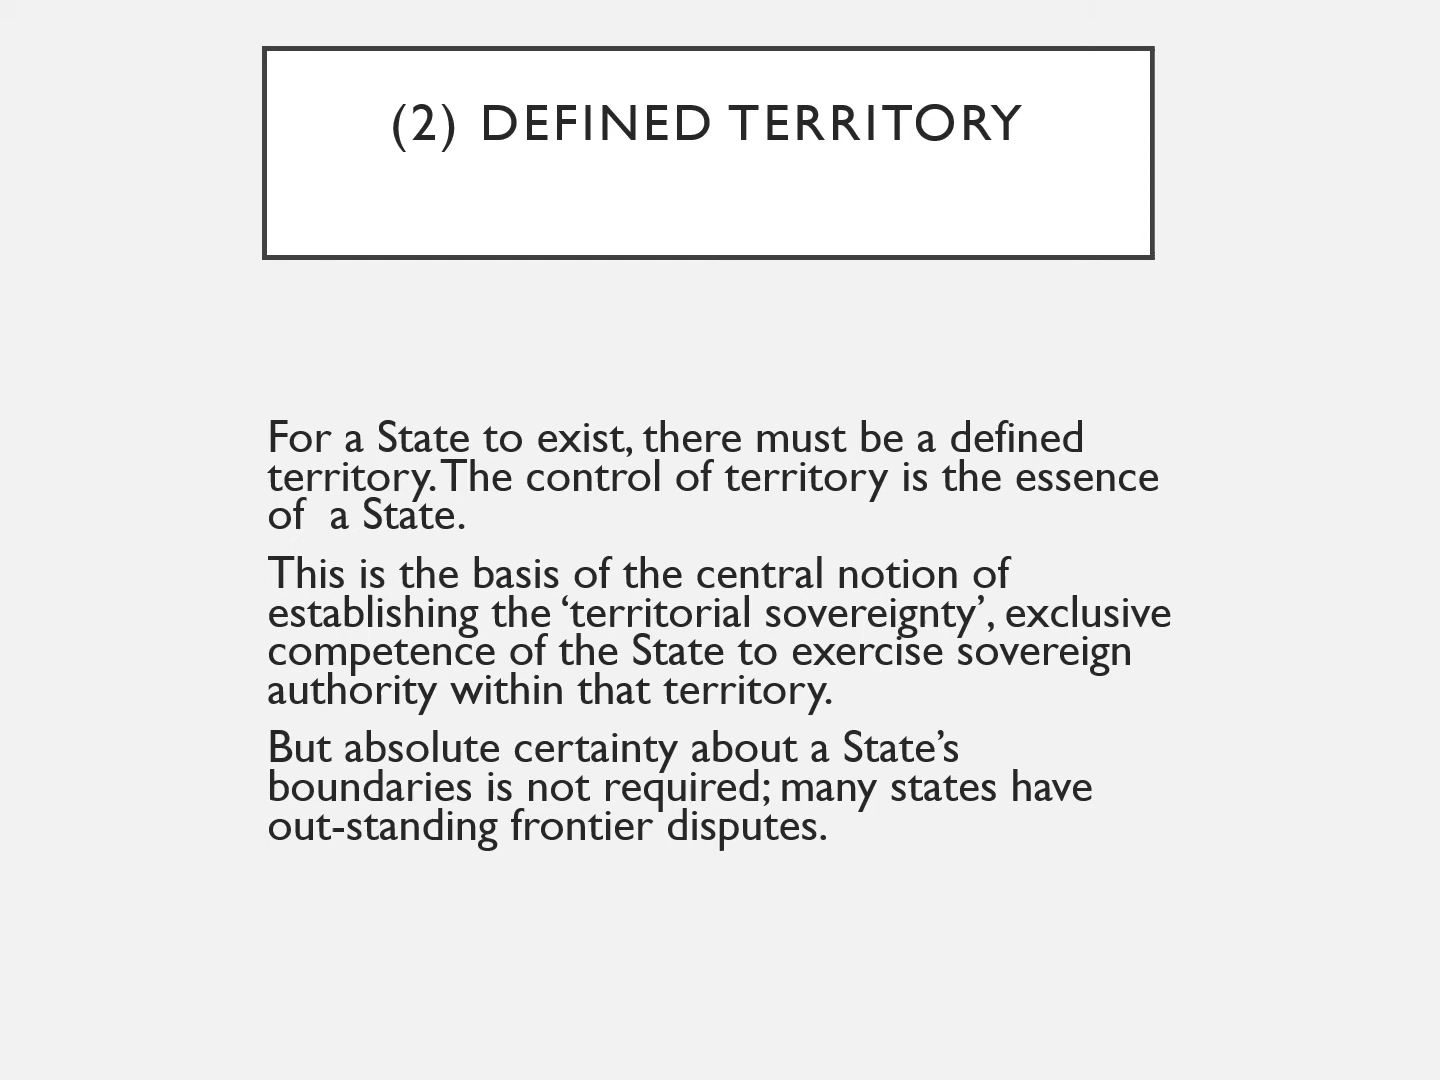 (2) DEFINED TERRITORY
For a State to exist, there must be a defined
territory. The control of territory is the essence
of  a State.
This is the basis of the central notion of
establishing the ‘territorial sovereignty’, exclusive
competence of the State to exercise sovereign
authority within that territory.
But absolute certainty about a State’s
boundaries is not required; many states have
out-standing frontier disputes.